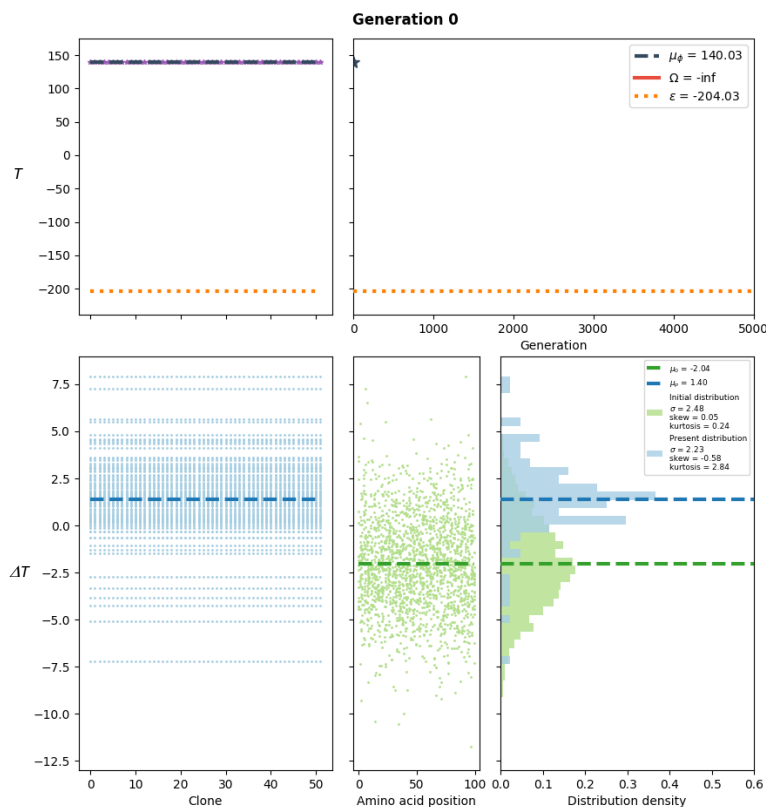 Generation 0
150
100
50
0
−50
−100
−150
−200
T
μϕ = 140.03
Ω = -inf
ε = -204.03
0
1000
2000
3000
4000
5000
Generation
7.5
5.0
2.5
0.0
−2.5
−5.0
−7.5
−10.0
−12.5
ΔT
0
10
20
30
40
50
Clone
0
50
100
Amino acid position
μ₀ = -2.04
μₚ = 1.40
Initial distribution
σ = 2.48
skew = 0.05
kurtosis = 0.24
Present distribution
σ = 2.23
skew = -0.58
kurtosis = 2.84
0.0
0.1
0.2
0.3
0.4
0.5
0.6
Distribution density